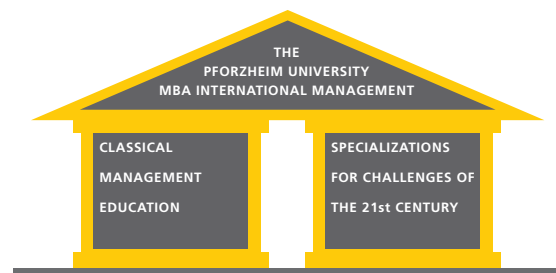 THE
PFORZHEIM UNIVERSITY
MBA INTERNATIONAL MANAGEMENT
CLASSICAL
MANAGEMENT
EDUCATION
SPECIALIZATIONS
FOR CHALLENGES OF
THE 21st CENTURY